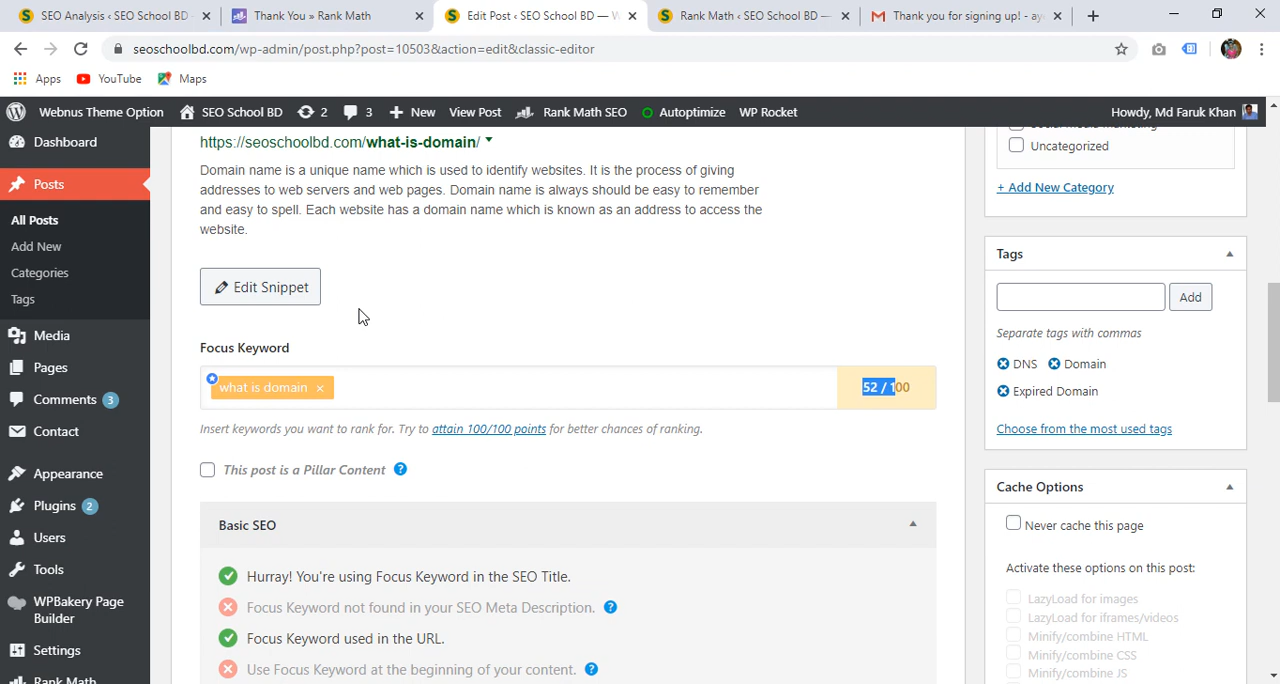 SEO Analysis ‹ SEO School BD -
Thank You » Rank Math
Edit Post ‹ SEO School BD — W
Rank Math ‹ SEO School BD —
Thank you for signing up! - ay
seoschoolbd.com/wp-admin/post.php?post=10503&action=edit&classic-editor
Apps
YouTube
Maps
Webnus Theme Option
SEO School BD
2
3
New
View Post
Rank Math SEO
Autoptimize
WP Rocket
Howdy, Md Faruk Khan
Dashboard
Posts
All Posts
Add New
Categories
Tags
Media
Pages
Comments 3
Contact
Appearance
Plugins 2
Users
Tools
WPBakery Page
Builder
Settings
Rank Math
https://seoschoolbd.com/what-is-domain/
Domain name is a unique name which is used to identify websites. It is the process of giving
addresses to web servers and web pages. Domain name is always should be easy to remember
and easy to spell. Each website has a domain name which is known as an address to access the
website.
Edit Snippet
Focus Keyword
what is domain ×
52 / 100
Insert keywords you want to rank for. Try to attain 100/100 points for better chances of ranking.
This post is a Pillar Content ?
Basic SEO
Hurray! You're using Focus Keyword in the SEO Title.
Focus Keyword not found in your SEO Meta Description. ?
Focus Keyword used in the URL.
Use Focus Keyword at the beginning of your content. ?
Social media marketing
Uncategorized
+ Add New Category
Tags
Add
Separate tags with commas
DNS
Domain
Expired Domain
Choose from the most used tags
Cache Options
Never cache this page
Activate these options on this post:
LazyLoad for images
LazyLoad for iframes/videos
Minify/combine HTML
Minify/combine CSS
Minify/combine JS